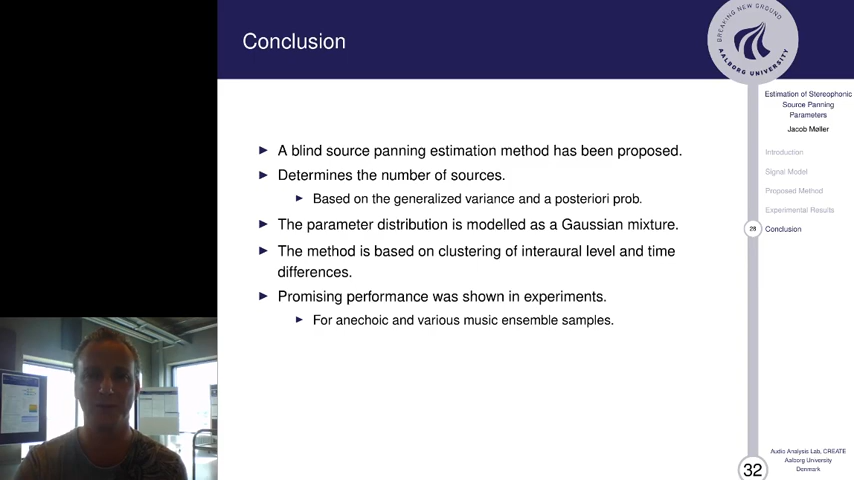 Conclusion
BREAKING NEW GROUND
AALBORG UNIVERSITY
Estimation of Stereophonic
Source Panning
Parameters
Jacob Møller
Introduction
Signal Model
Proposed Method
Experimental Results
28
Conclusion
▶ A blind source panning estimation method has been proposed.
▶ Determines the number of sources.
▶ Based on the generalized variance and a posteriori prob.
▶ The parameter distribution is modelled as a Gaussian mixture.
▶ The method is based on clustering of interaural level and time
differences.
▶ Promising performance was shown in experiments.
▶ For anechoic and various music ensemble samples.
Audio Analysis Lab, CREATE
Aalborg University
Denmark
32